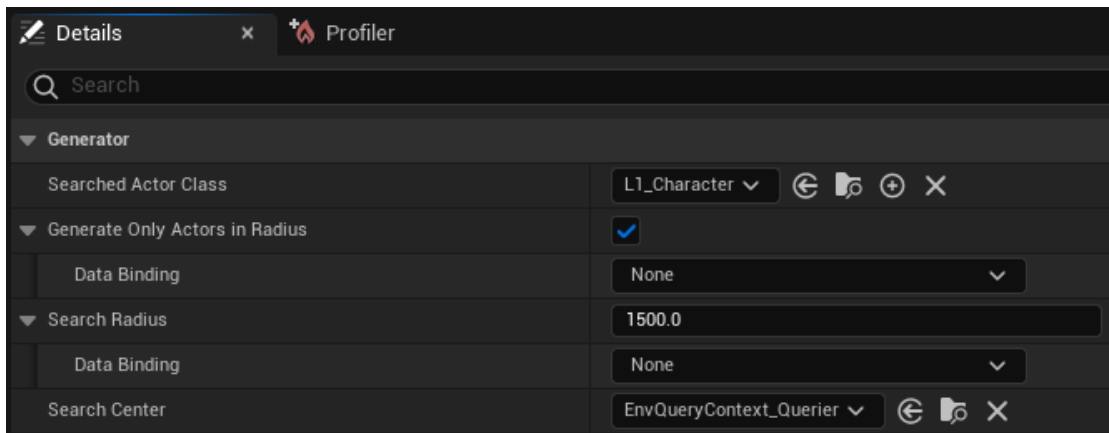 Details
Profiler
Search
Generator
Searched Actor Class L1_Character
Generate Only Actors in Radius
Data Binding None
Search Radius 1500.0
Data Binding None
Search Center EnvQueryContext_Querier